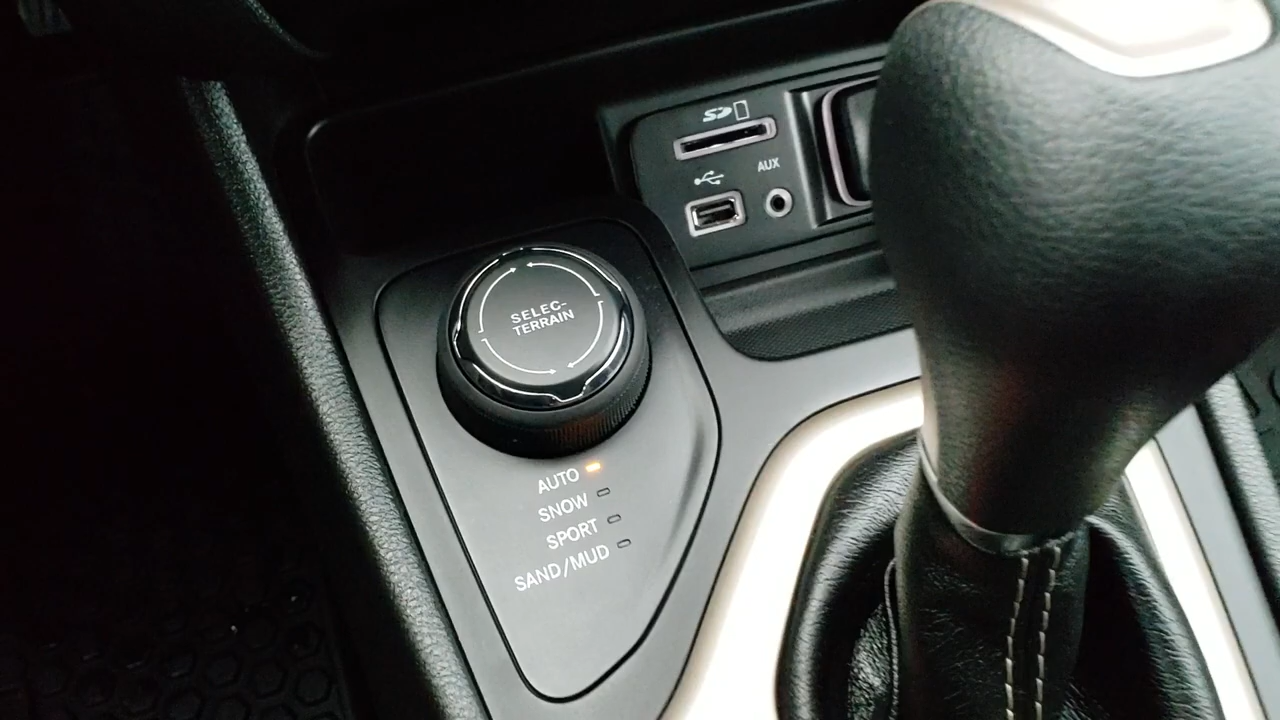 SD
AUX
SELEC-
TERRAIN
AUTO
SNOW
SPORT
SAND/MUD